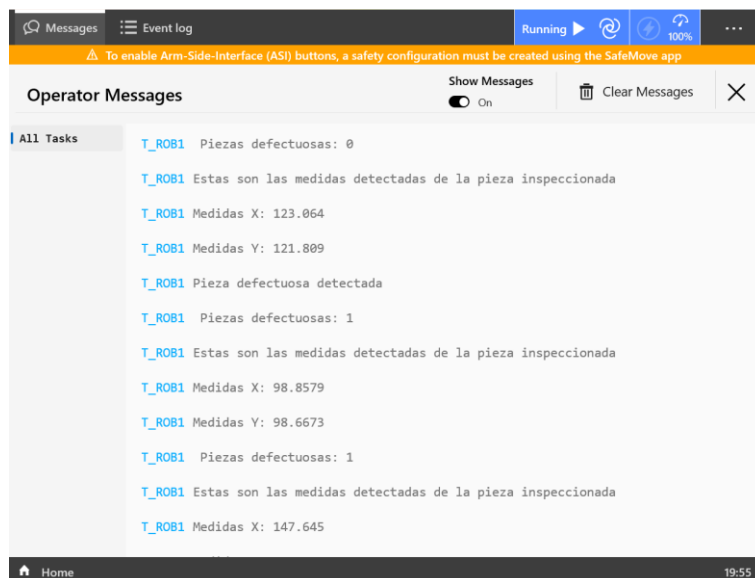 Messages Event log Running 100% ...
To enable Arm-Side-Interface (ASI) buttons, a safety configuration must be created using the SafeMove app
Operator Messages
Show Messages
On
Clear Messages
All Tasks
T_ROB1 Piezas defectuosas: 0
T_ROB1 Estas son las medidas detectadas de la pieza inspeccionada
T_ROB1 Medidas X: 123.064
T_ROB1 Medidas Y: 121.809
T_ROB1 Pieza defectuosa detectada
T_ROB1 Piezas defectuosas: 1
T_ROB1 Estas son las medidas detectadas de la pieza inspeccionada
T_ROB1 Medidas X: 98.8579
T_ROB1 Medidas Y: 98.6673
T_ROB1 Piezas defectuosas: 1
T_ROB1 Estas son las medidas detectadas de la pieza inspeccionada
T_ROB1 Medidas X: 147.645
Home 19:55